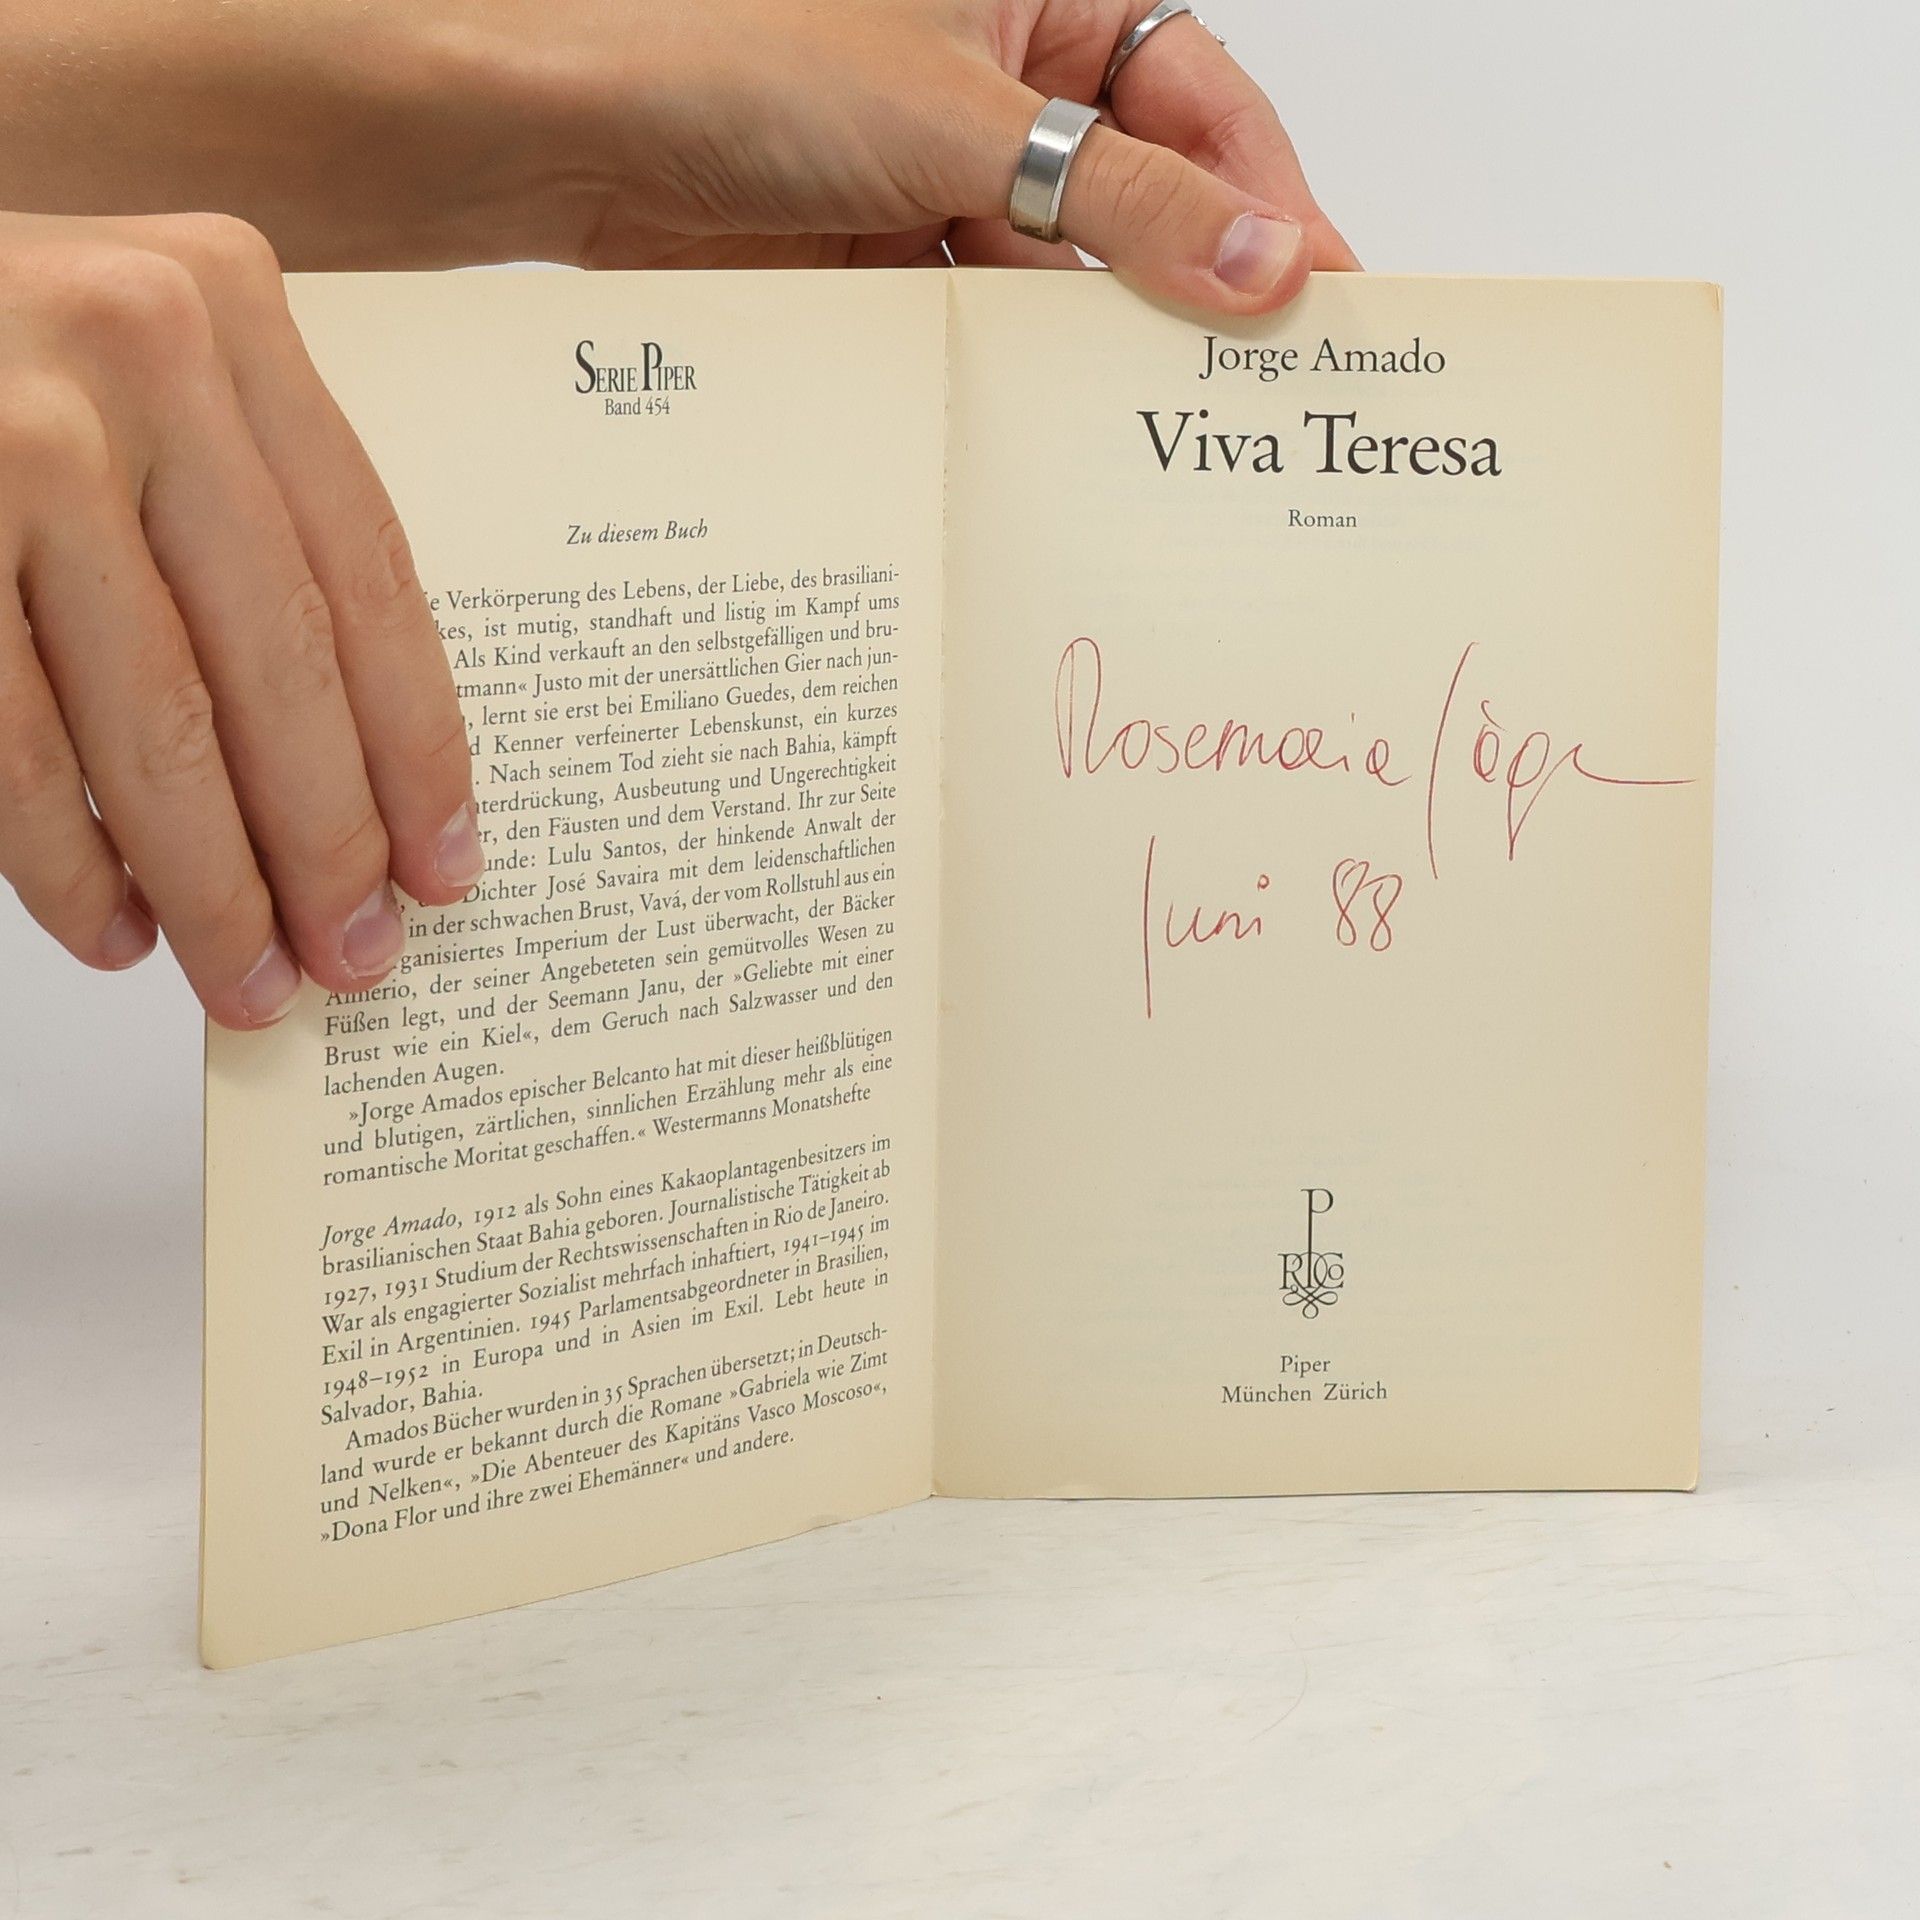 SERIE PIPER
Band 454
Zu diesem Buch
Verkörperung des Lebens, der Liebe, des brasiliani-
ist mutig, standhaft und listig im Kampf ums
Als Kind verkauft an den selbstgefälligen und bru-
tmann« Justo mit der unersättlichen Gier nach jun-
lernt sie erst bei Emiliano Guedes, dem reichen
Kenner verfeinerter Lebenskunst, ein kurzes
. Nach seinem Tod zieht sie nach Bahia, kämpft
nterdrückung, Ausbeutung und Ungerechtigkeit
den Fäusten und dem Verstand. Ihr zur Seite
unde: Lulu Santos, der hinkende Anwalt der
Dichter José Savaira mit dem leidenschaftlichen
in der schwachen Brust, Vavá, der vom Rollstuhl aus ein
ganisiertes Imperium der Lust überwacht, der Bäcker
Almerio, der seiner Angebeteten sein gemütvolles Wesen zu
Füßen legt, und der Seemann Janu, der »Geliebte mit einer
Brust wie ein Kiel«, dem Geruch nach Salzwasser und den
lachenden Augen.
»Jorge Amados epischer Belcanto hat mit dieser heißblütigen
und blutigen, zärtlichen, sinnlichen Erzählung mehr als eine
romantische Moritat geschaffen.« Westermanns Monatshefte
Jorge Amado, 1912 als Sohn eines Kakaoplantagenbesitzers im
brasilianischen Staat Bahia geboren. Journalistische Tätigkeit ab
1927, 1931 Studium der Rechtswissenschaften in Rio de Janeiro.
War als engagierter Sozialist mehrfach inhaftiert, 1941–1945 im
Exil in Argentinien. 1945 Parlamentsabgeordneter in Brasilien,
1948–1952 in Europa und in Asien im Exil. Lebt heute in
Salvador, Bahia.
Amados Bücher wurden in 35 Sprachen übersetzt; in Deutsch-
land wurde er bekannt durch die Romane »Gabriela wie Zimt
und Nelken«, »Die Abenteuer des Kapitäns Vasco Moscoso«,
»Dona Flor und ihre zwei Ehemänner« und andere.
Jorge Amado
Viva Teresa
Roman
Rosemarie Jäger
Juni 88
Piper
München Zürich